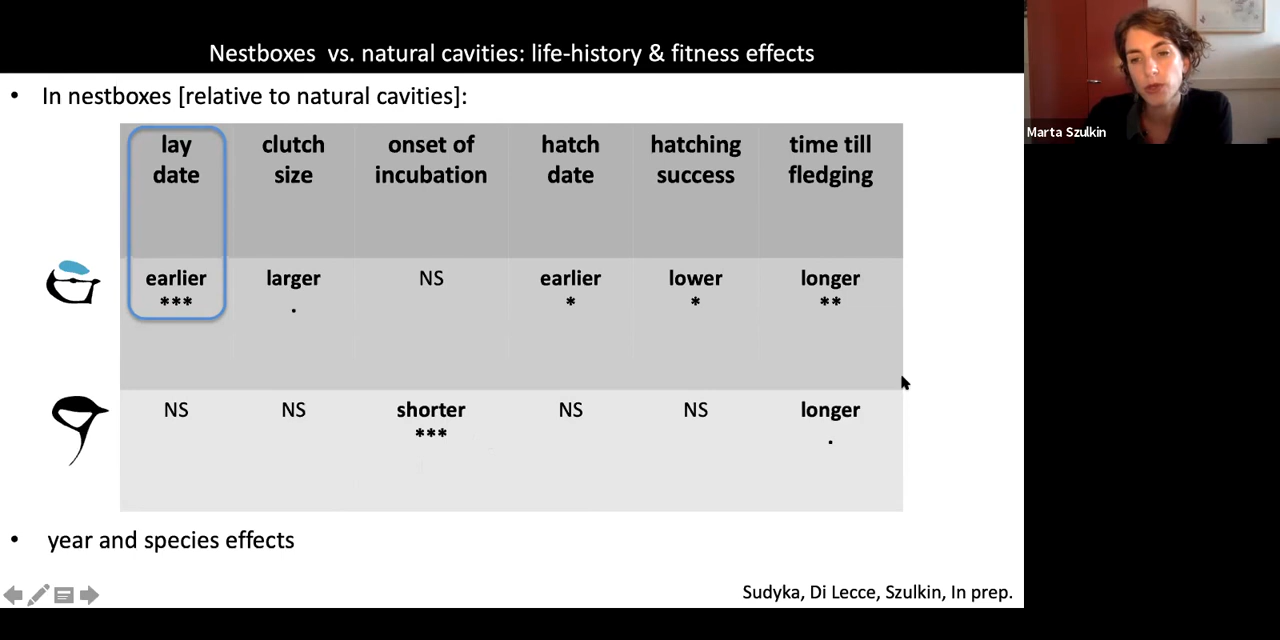 Nestboxes vs. natural cavities: life-history & fitness effects
• In nestboxes [relative to natural cavities]:
lay date
clutch size
onset of incubation
hatch date
hatching success
time till fledging
earlier ***
larger .
NS
earlier *
lower *
longer **
NS
NS
shorter ***
NS
NS
longer .
• year and species effects
Sudyka, Di Lecce, Szulkin, In prep.
Marta Szulkin